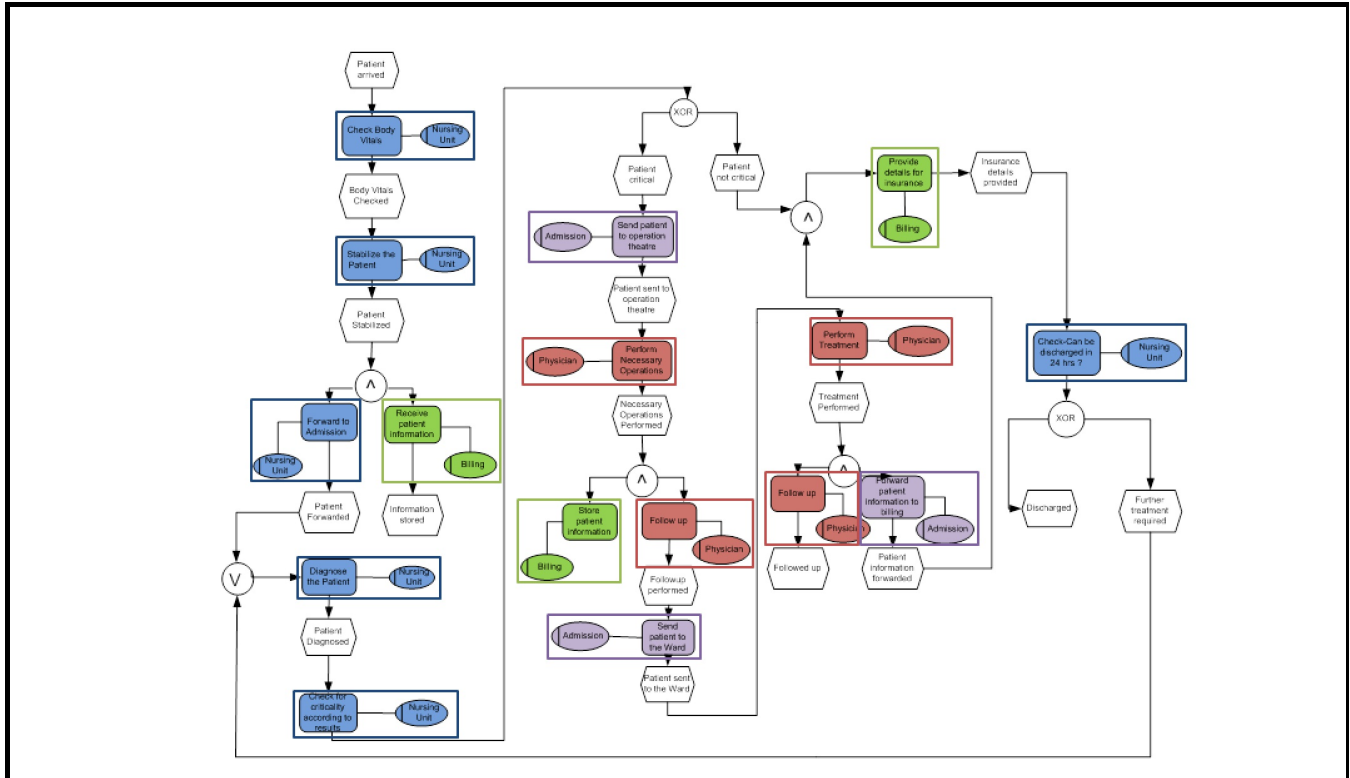 Patient
arrived
Check Body
Vitals
Nursing
Unit
Body Vitals
Checked
Stabilize the
Patient
Nursing
Unit
Patient
Stabilized
Λ
Forward to
Admission
Nursing
Unit
Receive
patient
information
Billing
Patient
Forwarded
Information
stored
V
Diagnose
the Patient
Nursing
Unit
Patient
Diagnosed
Check for
criticality
according to
results
Nursing
Unit
XOR
Patient
critical
Patient
not critical
Admission
Send patient
to operation
theatre
Patient sent to
operation
theatre
Physician
Perform
Necessary
Operations
Necessary
Operations
Performed
Λ
Store
patient
information
Billing
Follow up
Physician
Followup
performed
Admission
Send
patient to
the Ward
Patient sent
to the Ward
Perform
Treatment
Physician
Treatment
Performed
Λ
Follow up
Physician
Followed up
Forward
patient
Information to
billing
Admission
Patient
information
forwarded
Λ
Provide
details for
insurance
Billing
Insurance
details
provided
Check-Can be
discharged in
24 hrs ?
Nursing
Unit
XOR
Discharged
Further
treatment
required